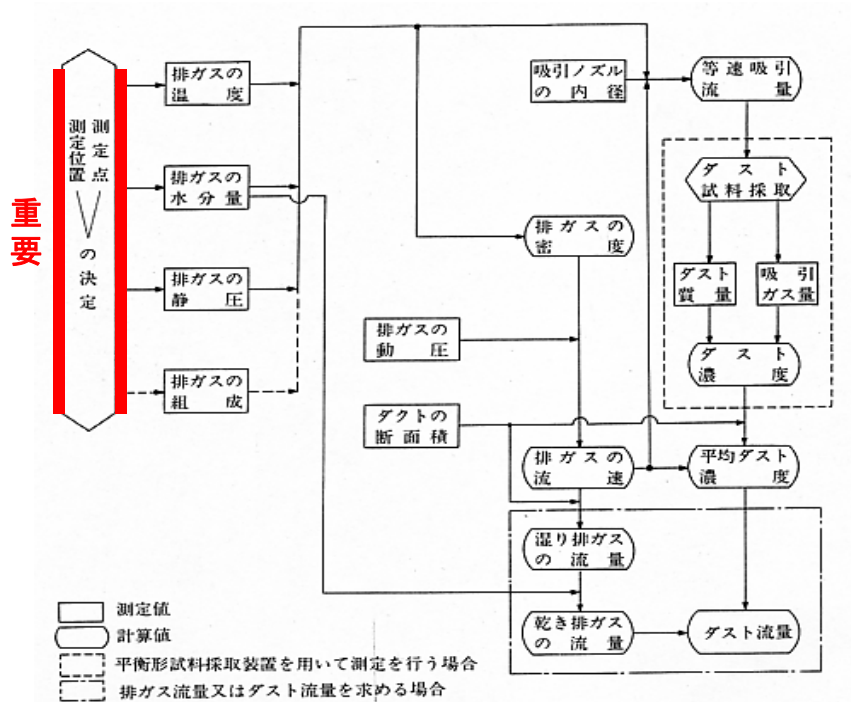 重
要
測定位置
測定点
の決定
排ガスの
温度
排ガスの
水分量
排ガスの
静圧
排ガスの
組成
吸引ノズル
の内径
等速吸引
流量
ダスト
試料採取
ダスト
質量
吸引
ガス量
ダスト
濃度
排ガスの
密度
排ガスの
動圧
ダクトの
断面積
排ガスの
流速
平均ダスト
濃度
湿り排ガス
の流量
乾き排ガス
の流量
ダスト流量
測定値
計算値
平衡形試料採取装置を用いて測定を行う場合
排ガス流量又はダスト流量を求める場合